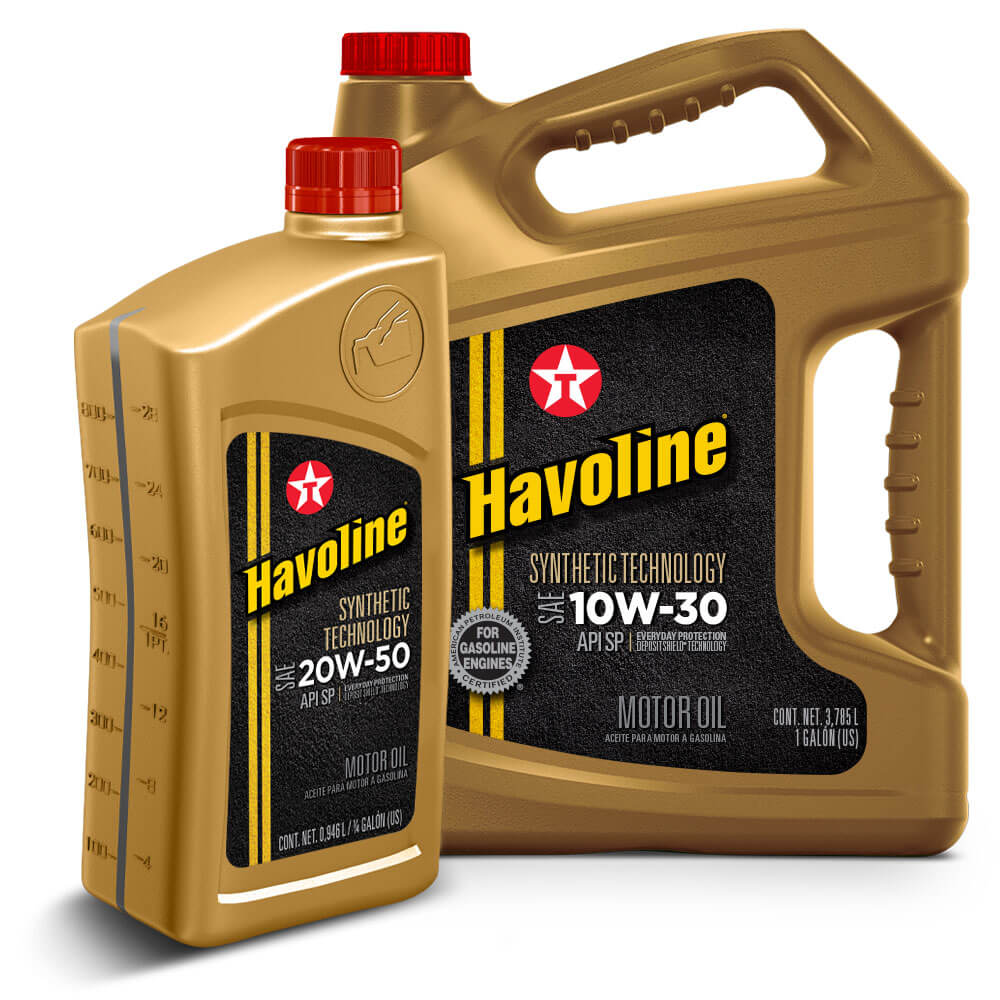 800 28
700 24
600 20
500 16
1PT.
400
300 12
200 8
100 4
T
Havoline
SYNTHETIC
TECHNOLOGY
SAE 20W-50
API SP | EVERYDAY PROTECTION
DEPOSIT SHIELD® TECHNOLOGY
MOTOR OIL
ACEITE PARA MOTOR A GASOLINA
CONT. NET. 0,946 L / ¼ GALÓN (US)
T
Havoline
SYNTHETIC TECHNOLOGY
SAE 10W-30
API SP | EVERYDAY PROTECTION
DEPOSITSHIELD® TECHNOLOGY
AMERICAN PETROLEUM INSTITUTE
FOR
GASOLINE
ENGINES
CERTIFIED
MOTOR OIL
ACEITE PARA MOTOR A GASOLINA
CONT. NET. 3,785 L
1 GALÓN (US)